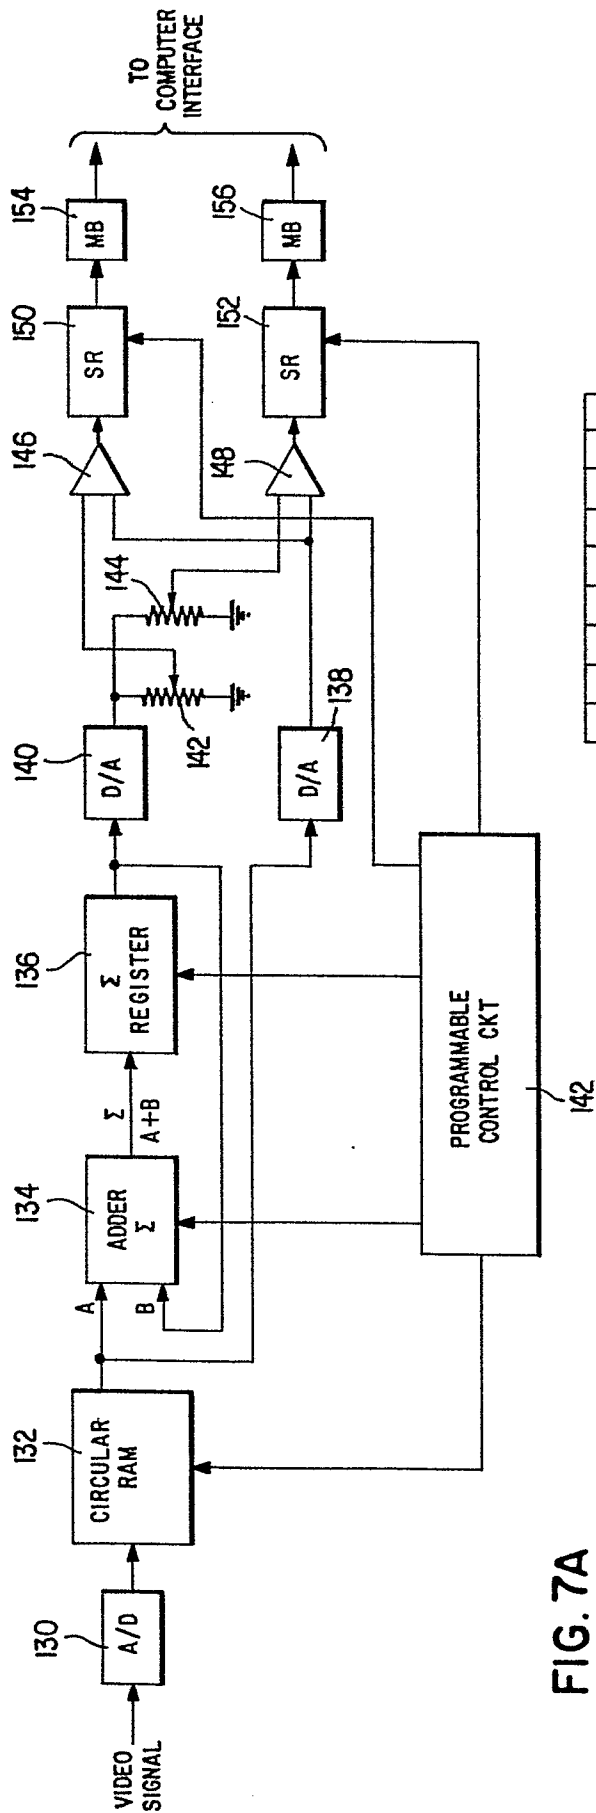 VIDEO
SIGNAL
130
A/D
132
CIRCULAR
RAM
A
B
134
ADDER
Σ
Σ
A+B
136
Σ
REGISTER
140
D/A
142
144
138
D/A
146
148
150
SR
152
SR
154
MB
156
MB
TO
COMPUTER
INTERFACE
PROGRAMMABLE
CONTROL CKT
142
FIG. 7A